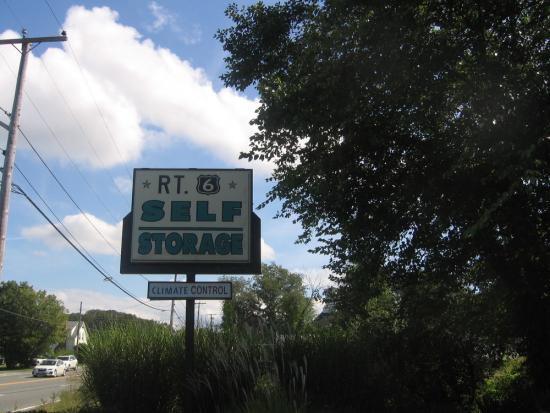 RT. 6
SELF
STORAGE
CLIMATE CONTROL